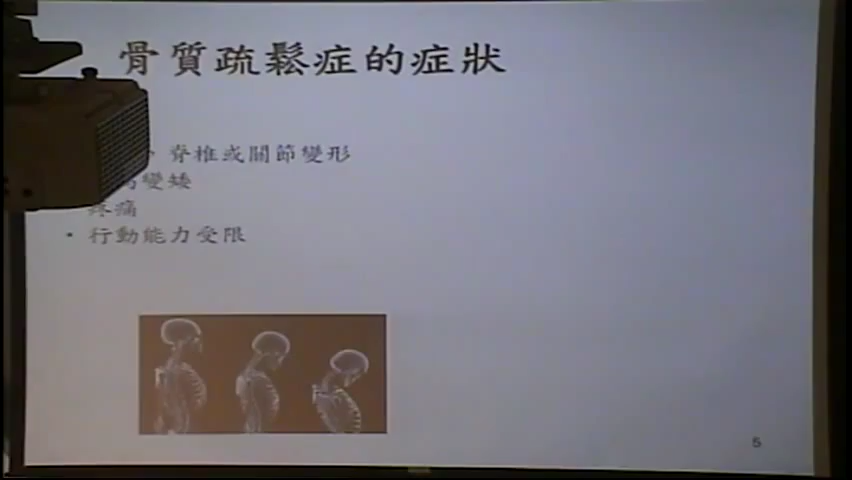 骨質疏鬆症的症狀
、脊椎或關節變形
變矮
疼痛
• 行動能力受限
5